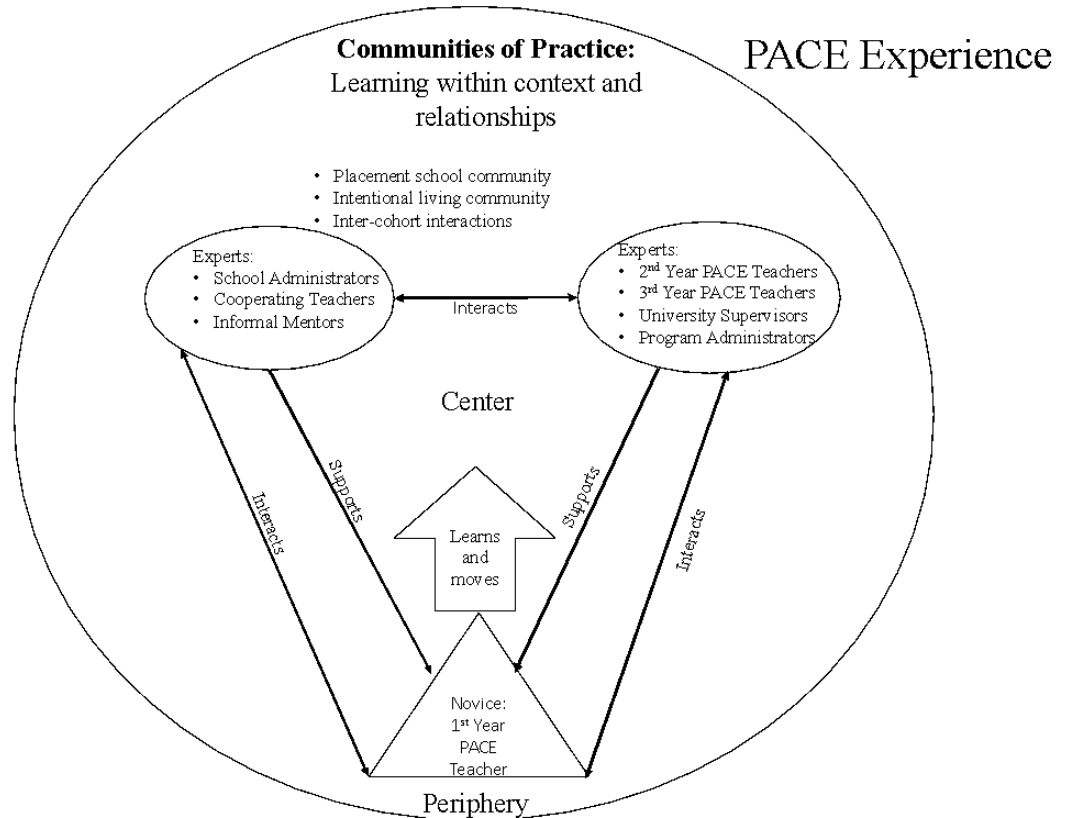 PACE Experience
Communities of Practice:
Learning within context and
relationships
• Placement school community
• Intentional living community
• Inter-cohort interactions
Experts:
• School Administrators
• Cooperating Teachers
• Informal Mentors
Interacts
Experts:
• 2nd Year PACE Teachers
• 3rd Year PACE Teachers
• University Supervisors
• Program Administrators
Center
Interacts
Supports
Supports
Interacts
Learns
and
moves
Novice:
1st Year
PACE
Teacher
Periphery